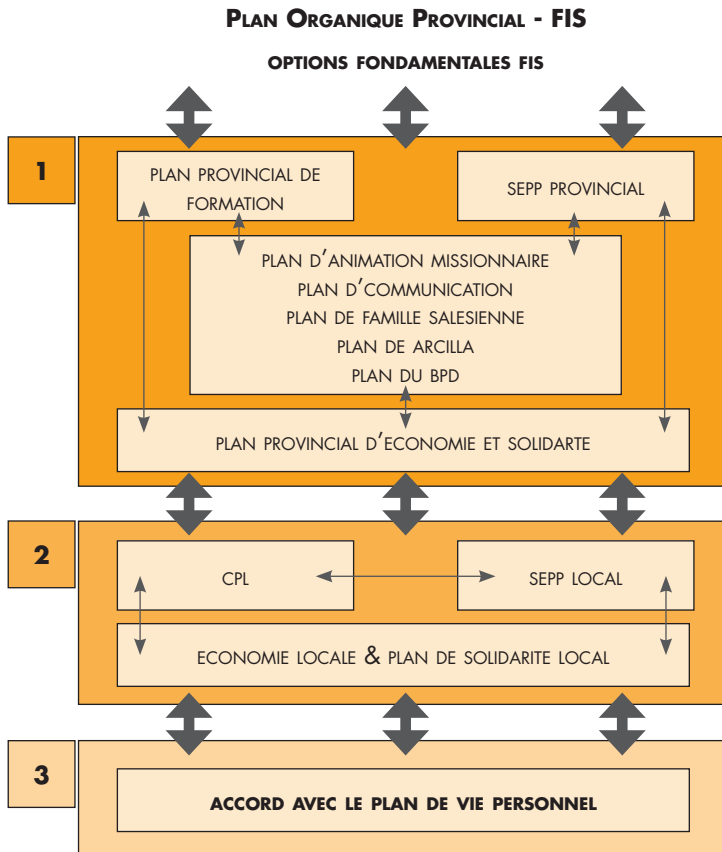 Plan Organique Provincial - FIS
OPTIONS FONDAMENTALES FIS
1
PLAN PROVINCIAL DE
FORMATION
SEPP PROVINCIAL
PLAN D'ANIMATION MISSIONNAIRE
PLAN D'COMMUNICATION
PLAN DE FAMILLE SALESIENNE
PLAN DE ARCILLA
PLAN DU BPD
PLAN PROVINCIAL D'ECONOMIE ET SOLIDARTE
2
CPL
SEPP LOCAL
ECONOMIE LOCALE & PLAN DE SOLIDARITE LOCAL
3
ACCORD AVEC LE PLAN DE VIE PERSONNEL